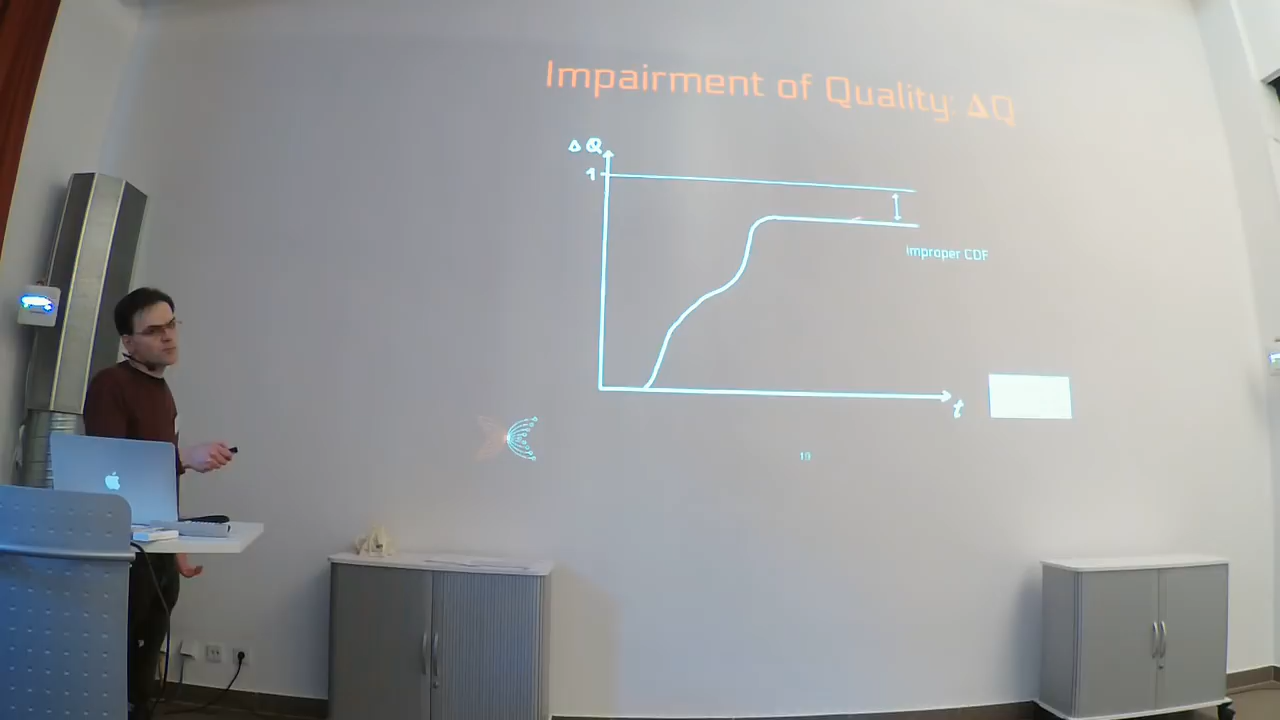 Impairment of Quality: ΔQ
ΔQ
1
Improper CDF
t